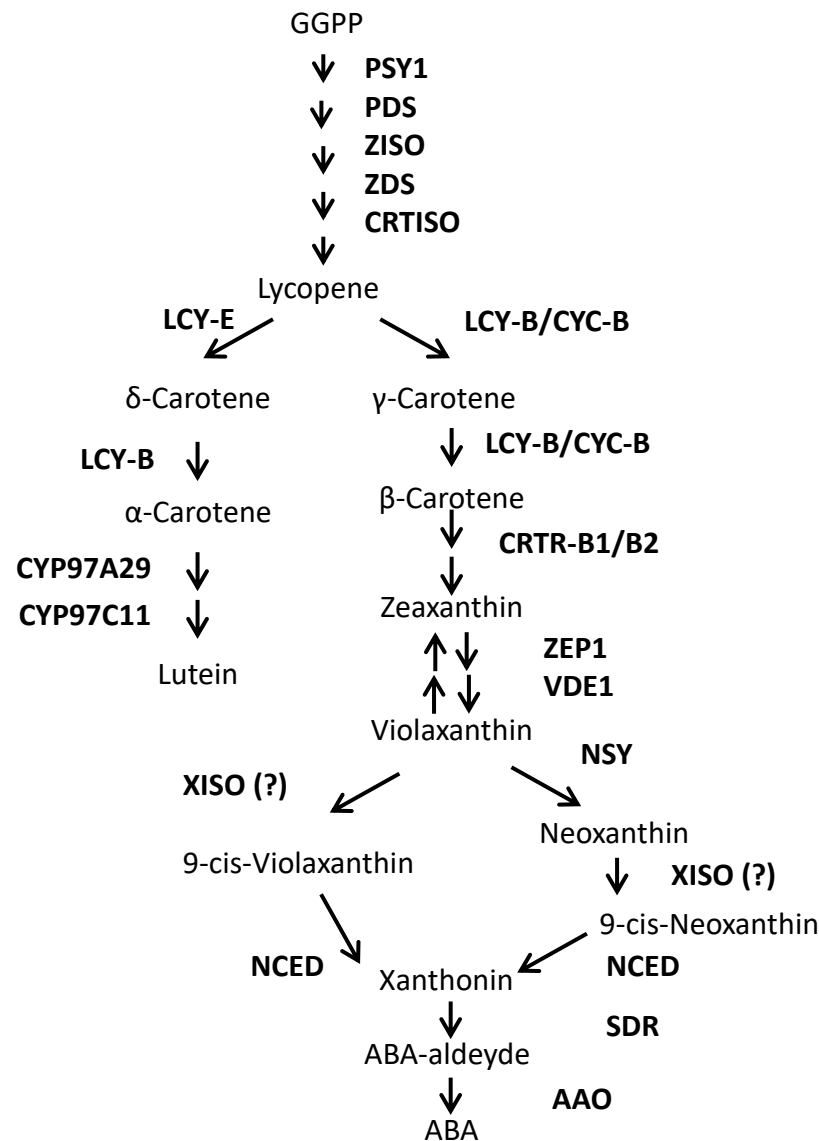 GGPP
PSY1
PDS
ZISO
ZDS
CRTISO
Lycopene
LCY-E
LCY-B/CYC-B
δ-Carotene
γ-Carotene
LCY-B
LCY-B/CYC-B
α-Carotene
β-Carotene
CYP97A29
CRTR-B1/B2
CYP97C11
Zeaxanthin
Lutein
ZEP1
VDE1
Violaxanthin
NSY
XISO (?)
Neoxanthin
9-cis-Violaxanthin
XISO (?)
9-cis-Neoxanthin
NCED
Xanthonin
NCED
SDR
ABA-aldeyde
AAO
ABA